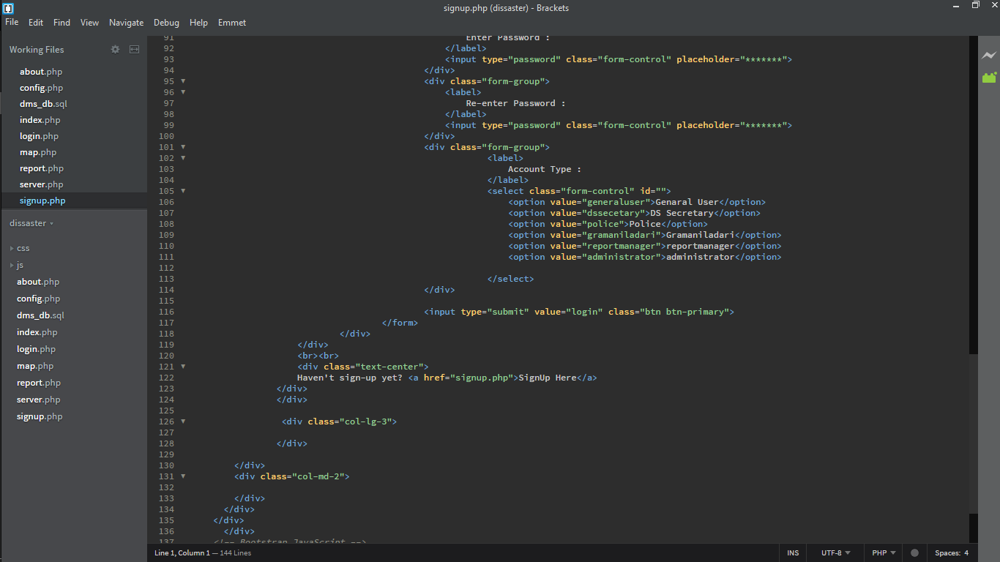 signup.php (dissaster) - Brackets
File Edit Find View Navigate Debug Help Emmet
Working Files
about.php
config.php
dms_db.sql
index.php
login.php
map.php
report.php
server.php
signup.php
dissaster
css
js
about.php
config.php
dms_db.sql
index.php
login.php
map.php
report.php
server.php
signup.php
91 Enter Password :
92 </label>
93 <input type="password" class="form-control" placeholder="*******">
94 </div>
95 <div class="form-group">
96 <label>
97 Re-enter Password :
98 </label>
99 <input type="password" class="form-control" placeholder="*******">
100 </div>
101 <div class="form-group">
102 <label>
103 Account Type :
104 </label>
105 <select class="form-control" id="">
106 <option value="generaluser">Genaral User</option>
107 <option value="dssecetary">DS Secretary</option>
108 <option value="police">Police</option>
109 <option value="gramaniladari">Gramaniladari</option>
110 <option value="reportmanager">reportmanager</option>
111 <option value="administrator">administrator</option>
112
113 </select>
114 </div>
115
116 <input type="submit" value="login" class="btn btn-primary">
117 </form>
118 </div>
119 </div>
120 <br><br>
121 <div class="text-center">
122 Haven't sign-up yet? <a href="signup.php">SignUp Here</a>
123 </div>
124 </div>
125
126 <div class="col-lg-3">
127
128 </div>
129
130 </div>
131 <div class="col-md-2">
132
133 </div>
134 </div>
135 </div>
136 </div>
137 <!-- Bootstrap JavaScript -->
Line 1, Column 1 — 144 Lines INS UTF-8 PHP Spaces: 4